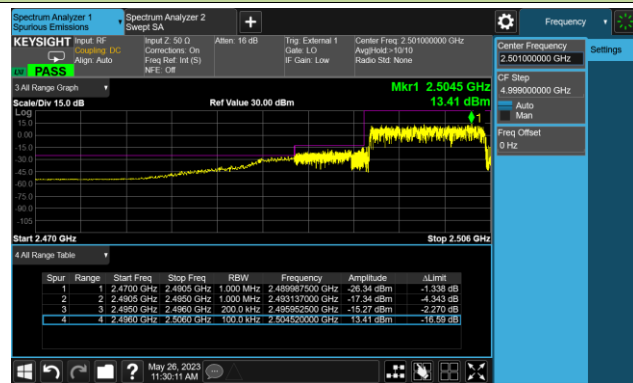 Spectrum Analyzer 1
Spurious Emissions
Spectrum Analyzer 2
Swept SA
+
Frequency
KEYSIGHT
Input: RF
Coupling: DC
Align: Auto
Input Z: 50 Ω
Corrections: On
Freq Ref: Int (S)
NFE: Off
Atten: 16 dB
Trig: External 1
Gate: LO
IF Gain: Low
Center Freq: 2.501000000 GHz
Avg|Hold:>10/10
Radio Std: None
PASS
Center Frequency
2.501000000 GHz
Settings
CF Step
4.999000000 GHz
Auto
Man
Freq Offset
0 Hz
3 All Range Graph
Mkr1 2.5045 GHz
Scale/Div 15.0 dB
Ref Value 30.00 dBm
13.41 dBm
Log
15.0
0.00
-15.0
-30.0
-45.0
-60.0
-75.0
-90.0
-105
1
Start 2.470 GHz
Stop 2.506 GHz
4 All Range Table
Spur Range Start Freq Stop Freq RBW Frequency Amplitude ΔLimit
1 1 2.4700 GHz 2.4905 GHz 1.000 MHz 2.489987500 GHz -26.34 dBm -1.338 dB
2 2 2.4905 GHz 2.4950 GHz 1.000 MHz 2.493137000 GHz -17.34 dBm -4.343 dB
3 3 2.4950 GHz 2.4960 GHz 200.0 kHz 2.495952500 GHz -15.27 dBm -2.270 dB
4 4 2.4960 GHz 2.5060 GHz 100.0 kHz 2.504520000 GHz 13.41 dBm -16.59 dB
?
May 26, 2023
11:30:11 AM